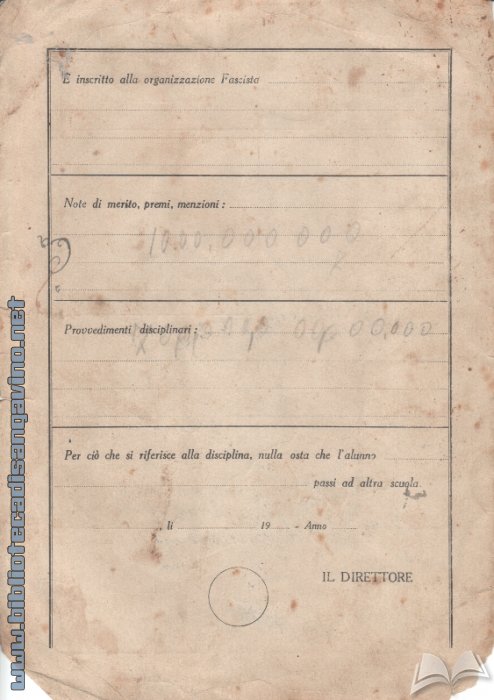 È inscritto alla organizzazione Fascista
Note di merito, premi, menzioni :
1000.000 000
Provvedimenti disciplinari :
Per ciò che si riferisce alla disciplina, nulla osta che l'alunno
passi ad altra scuola.
li 19 - Anno
IL DIRETTORE
www.bibliotecadisangavino.net